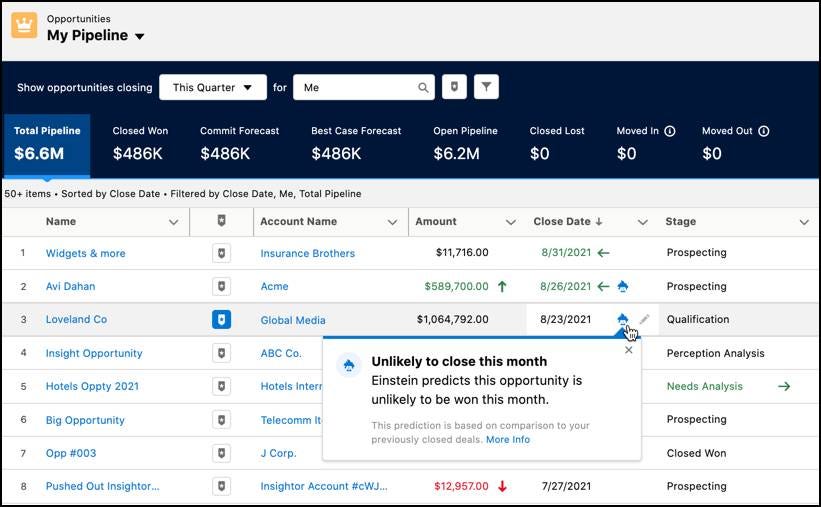 Opportunities
My Pipeline
Show opportunities closing This Quarter for Me
Total Pipeline Closed Won Commit Forecast Best Case Forecast Open Pipeline Closed Lost Moved In Moved Out
$6.6M $486K $486K $486K $6.2M $0 $0 $0
50+ items • Sorted by Close Date • Filtered by Close Date, Me, Total Pipeline
Name Account Name Amount Close Date Stage
1 Widgets & more Insurance Brothers $11,716.00 8/31/2021 Prospecting
2 Avi Dahan Acme $589,700.00 8/26/2021 Prospecting
3 Loveland Co Global Media $1,064,792.00 8/23/2021 Qualification
4 Insight Opportunity ABC Co. Perception Analysis
5 Hotels Oppty 2021 Hotels Intern Needs Analysis
6 Big Opportunity Telecomm It Prospecting
7 Opp #003 J Corp. Closed Won
8 Pushed Out Insightor... Insightor Account #cWJ... $12,957.00 7/27/2021 Prospecting
Unlikely to close this month
Einstein predicts this opportunity is
unlikely to be won this month.
This prediction is based on comparison to your
previously closed deals. More Info